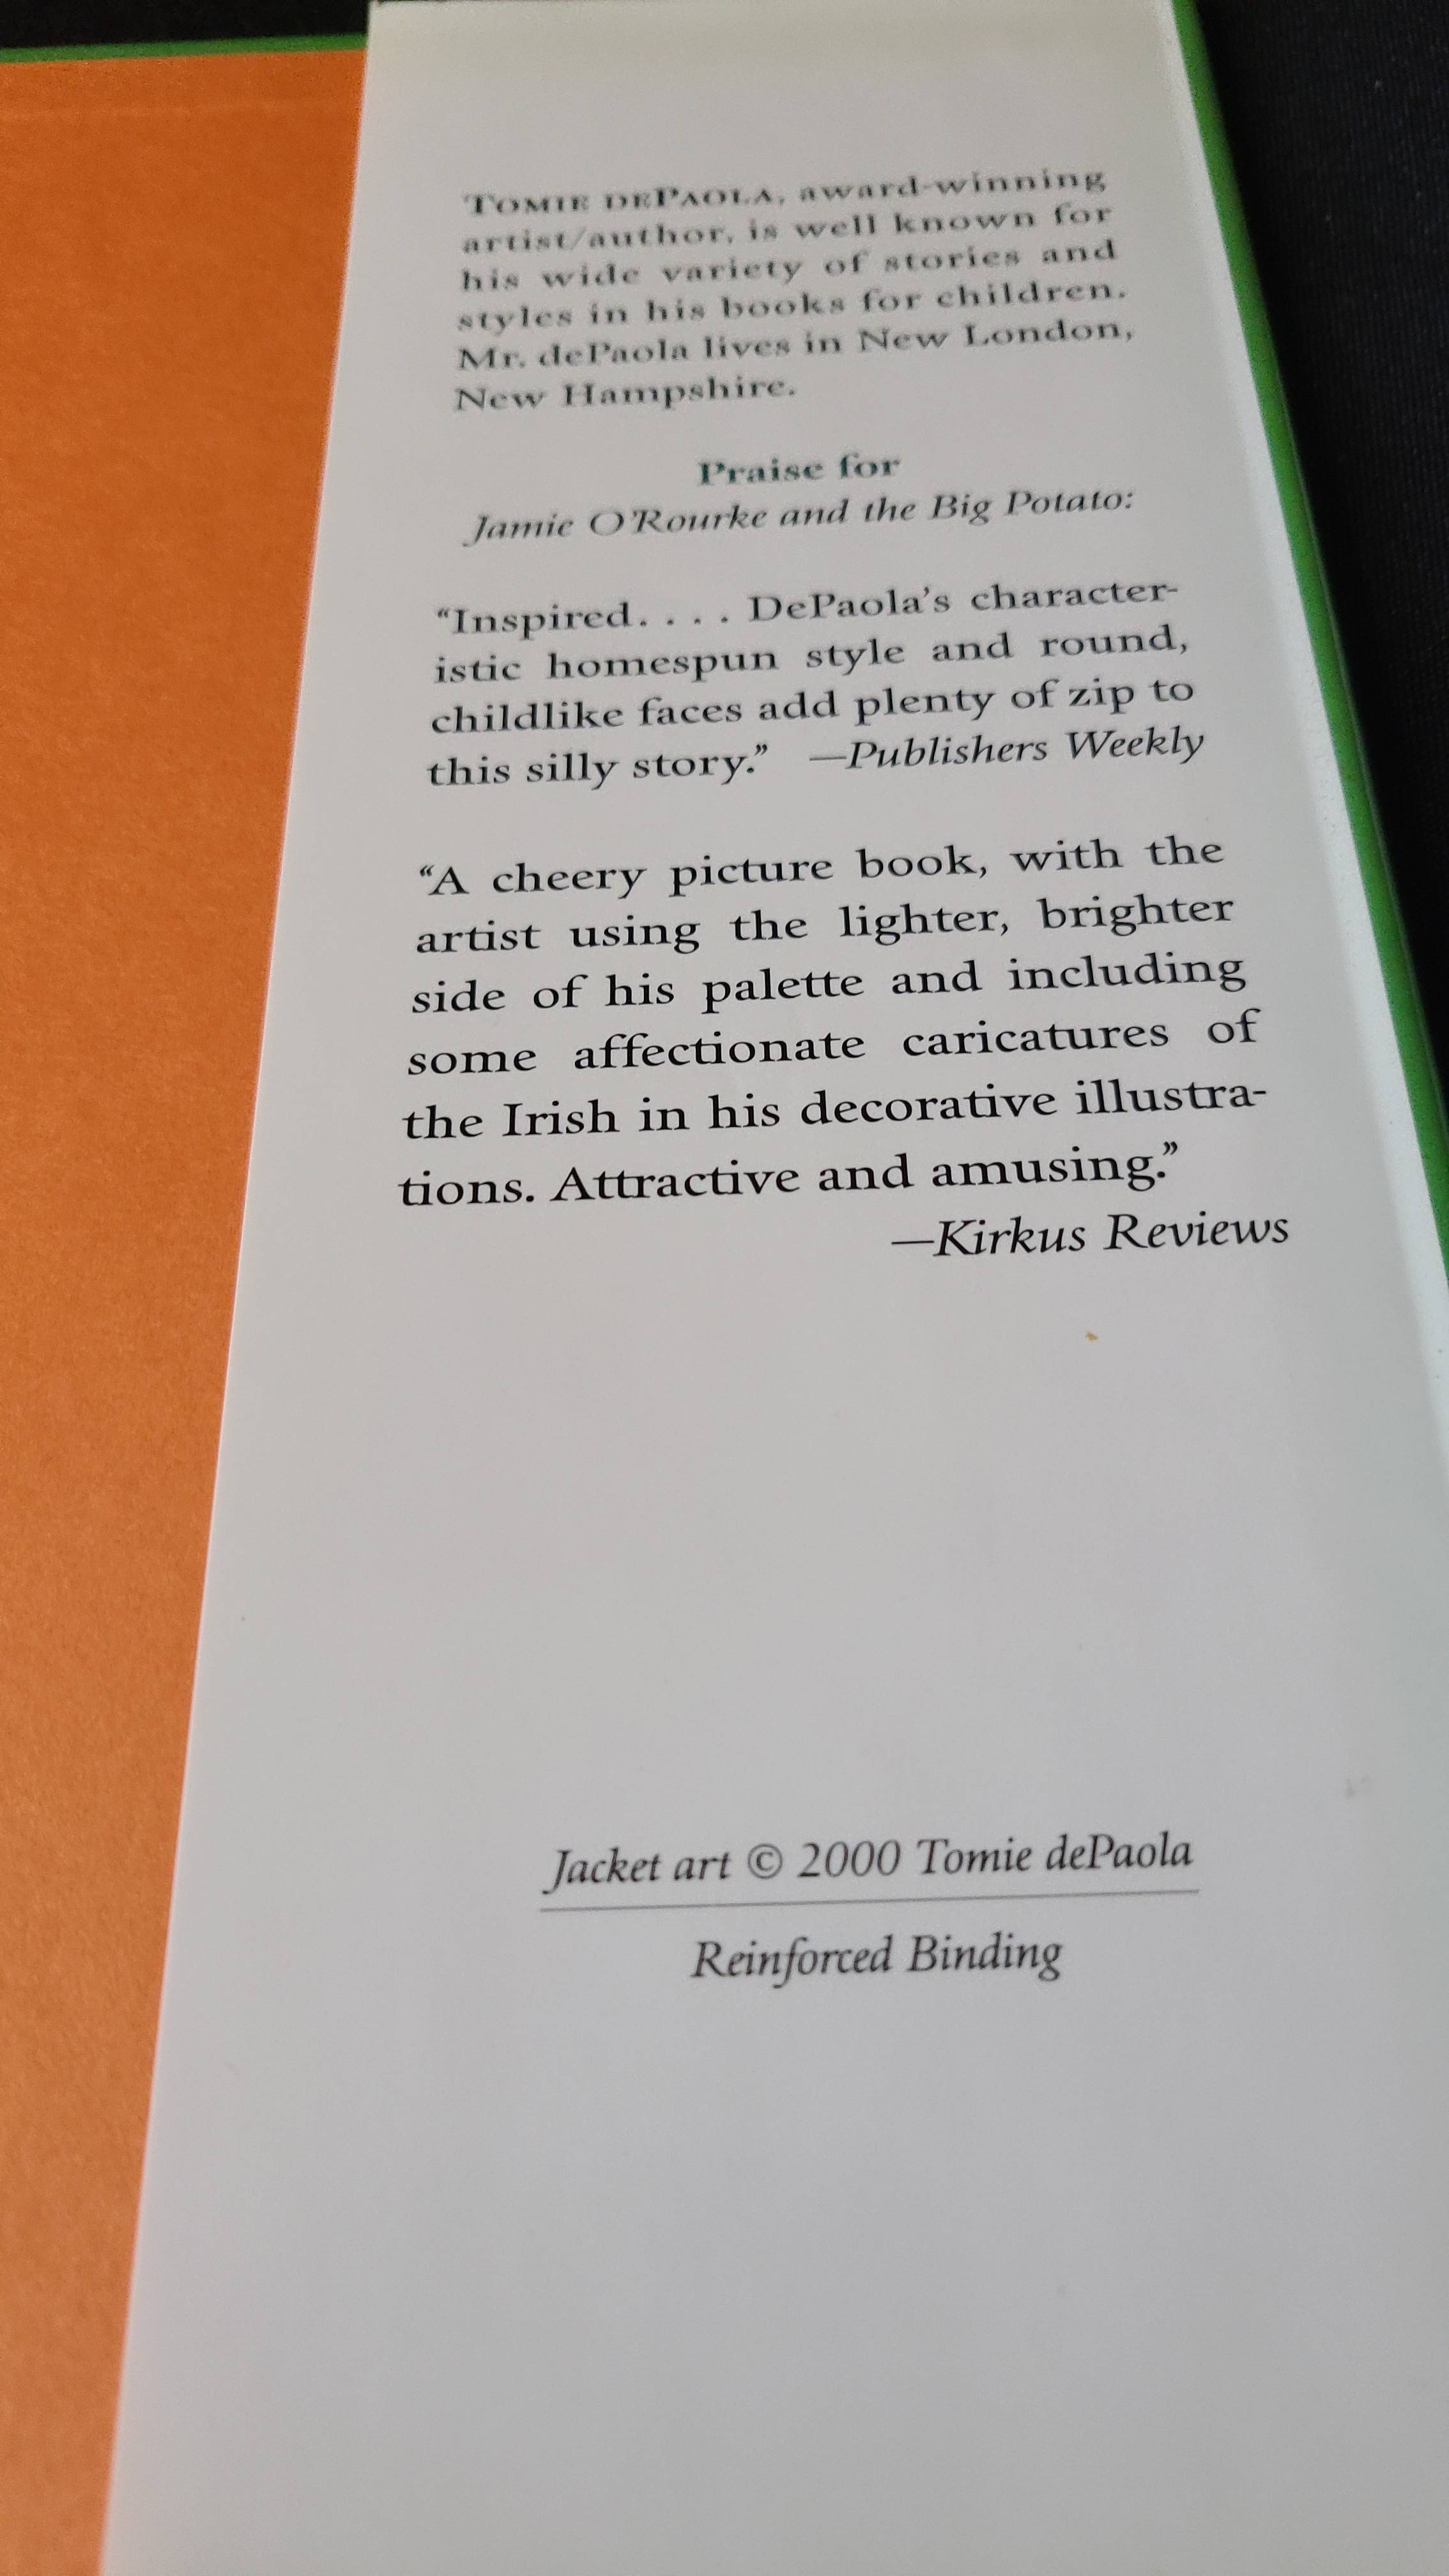 TOMIE DEPAOLA, award-winning
artist/author, is well known for
his wide variety of stories and
styles in his books for children.
Mr. dePaola lives in New London,
New Hampshire.
Praise for
Jamie O'Rourke and the Big Potato:
“Inspired. . . . DePaola’s character-
istic homespun style and round,
childlike faces add plenty of zip to
this silly story.” —Publishers Weekly
“A cheery picture book, with the
artist using the lighter, brighter
side of his palette and including
some affectionate caricatures of
the Irish in his decorative illustra-
tions. Attractive and amusing.”
—Kirkus Reviews
Jacket art © 2000 Tomie dePaola
Reinforced Binding